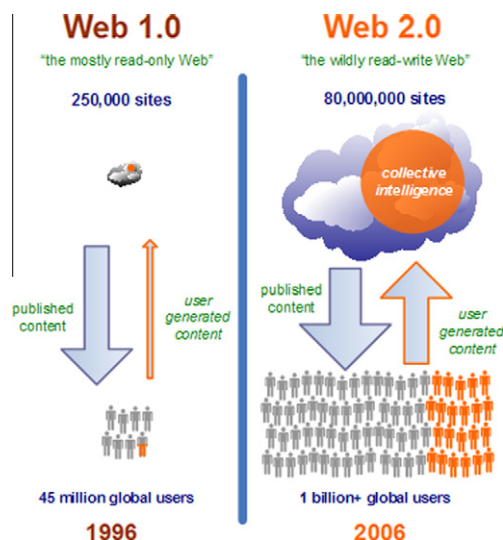 Web 1.0
"the mostly read-only Web"
250,000 sites
published
content
user
generated
content
45 million global users
1996
Web 2.0
"the wildly read-write Web"
80,000,000 sites
collective
intelligence
published
content
user
generated
content
1 billion+ global users
2006